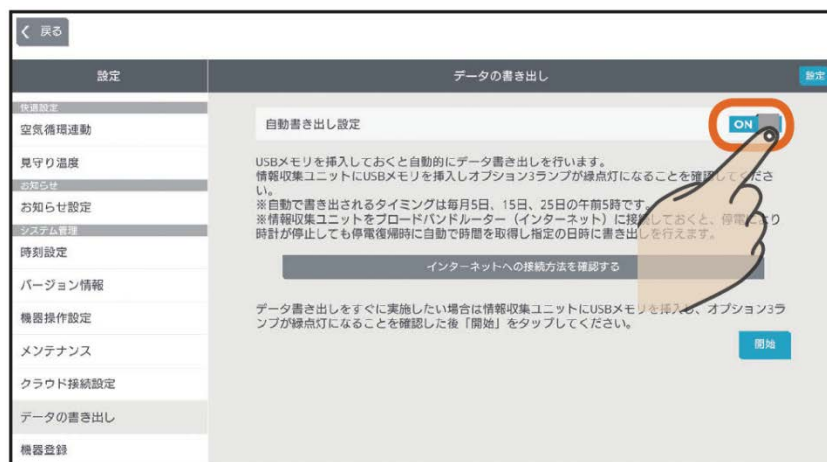 戻る
設定
データの書き出し
設定
快適設定
空気循環連動
見守り温度
お知らせ
お知らせ設定
システム管理
時刻設定
バージョン情報
機器操作設定
メンテナンス
クラウド接続設定
データの書き出し
機器登録
自動書き出し設定
ON
USBメモリを挿入しておくと自動的にデータ書き出しを行います。
情報収集ユニットにUSBメモリを挿入しオプション3ランプが緑点灯になることを確認してくださ
い。
※自動で書き出されるタイミングは毎月5日、15日、25日の午前5時です。
※情報収集ユニットをブロードバンドルーター（インターネット）に接続しておくと、停電により
時計が停止しても停電復帰時に自動で時間を取得し指定の日時に書き出しを行えます。
インターネットへの接続方法を確認する
データ書き出しをすぐに実施したい場合は情報収集ユニットにUSBメモリを挿入し、オプション3ラ
ンプが緑点灯になることを確認した後「開始」をタップしてください。
開始